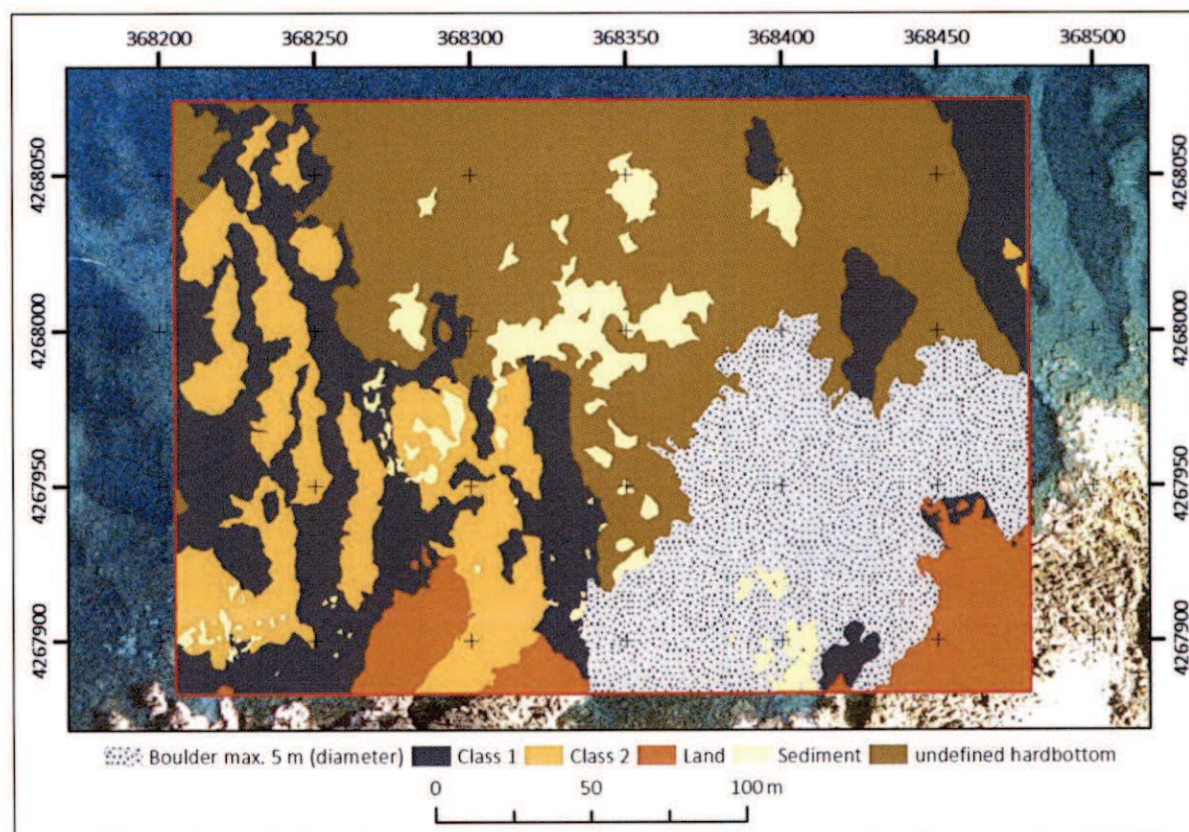 368200 368250 368300 368350 368400 368450 368500
4268050 4268050
4268000 4268000
4267950 4267950
4267900 4267900
Boulder max. 5 m (diameter) Class 1 Class 2 Land Sediment undefined hardbottom
0 50 100 m